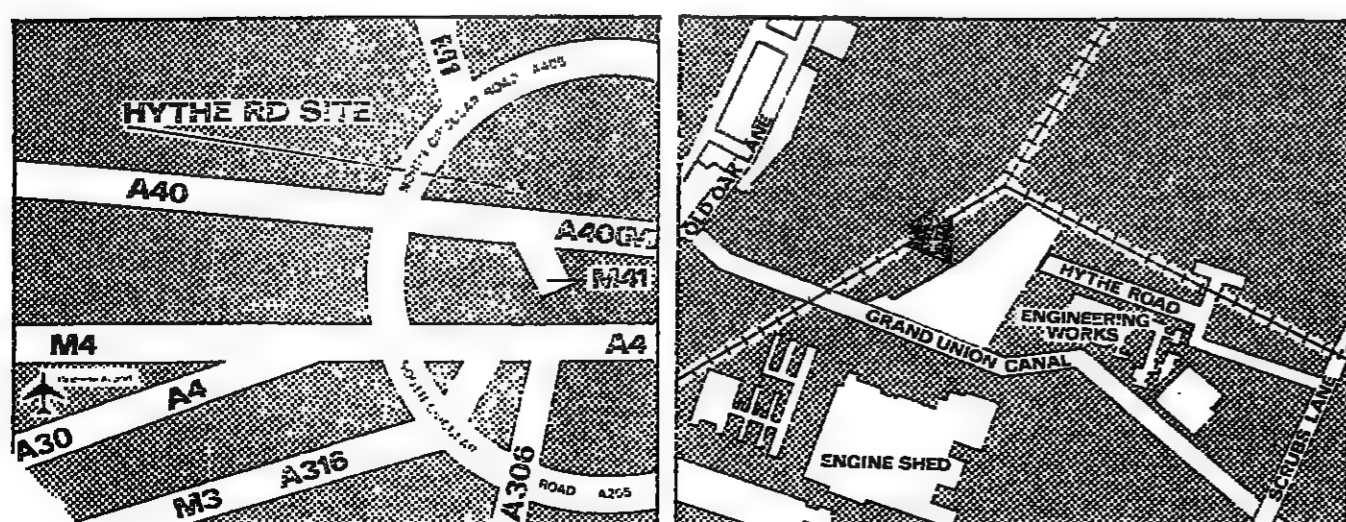 A41
NORTH CIRCULAR ROAD A406
HYTHE RD SITE
A40
A40(M)
M41
M4
A4
A4
A30
SOUTH CIRCULAR
ROAD A205
A316
A306
M3
OLD OAK LANE
HYTHE ROAD
ENGINEERING
WORKS
GRAND UNION CANAL
ENGINE SHED
SCRUBS LANE